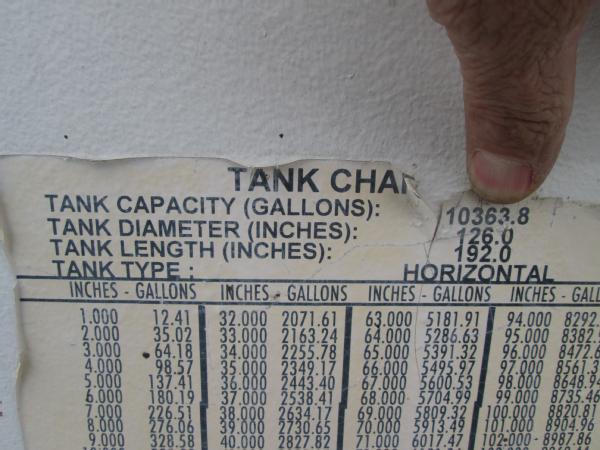 TANK CHA
TANK CAPACITY (GALLONS): 10363.8
TANK DIAMETER (INCHES): 126.0
TANK LENGTH (INCHES): 192.0
TANK TYPE : HORIZONTAL
INCHES - GALLONS INCHES - GALLONS INCHES - GALLONS INCHES - GALL
1.000 12.41 32.000 2071.61 63.000 5181.91 94.000 8292.
2.000 35.02 33.000 2163.24 64.000 5286.63 95.000 8382.
3.000 64.18 34.000 2255.78 65.000 5391.32 96.000 8472.6
4.000 98.57 35.000 2349.17 66.000 5495.97 97.000 8561.3
5.000 137.41 36.000 2443.40 67.000 5600.53 98.000 8648.9
6.000 180.19 37.000 2538.41 68.000 5704.99 99.000 8735.46
7.000 226.51 38.000 2634.17 69.000 5809.32 100.000 8820.81
8.000 276.06 39.000 2730.65 70.000 5913.49 101.000 8904.96
9.000 328.58 40.000 2827.82 71.000 6017.47 102.000 8987.86